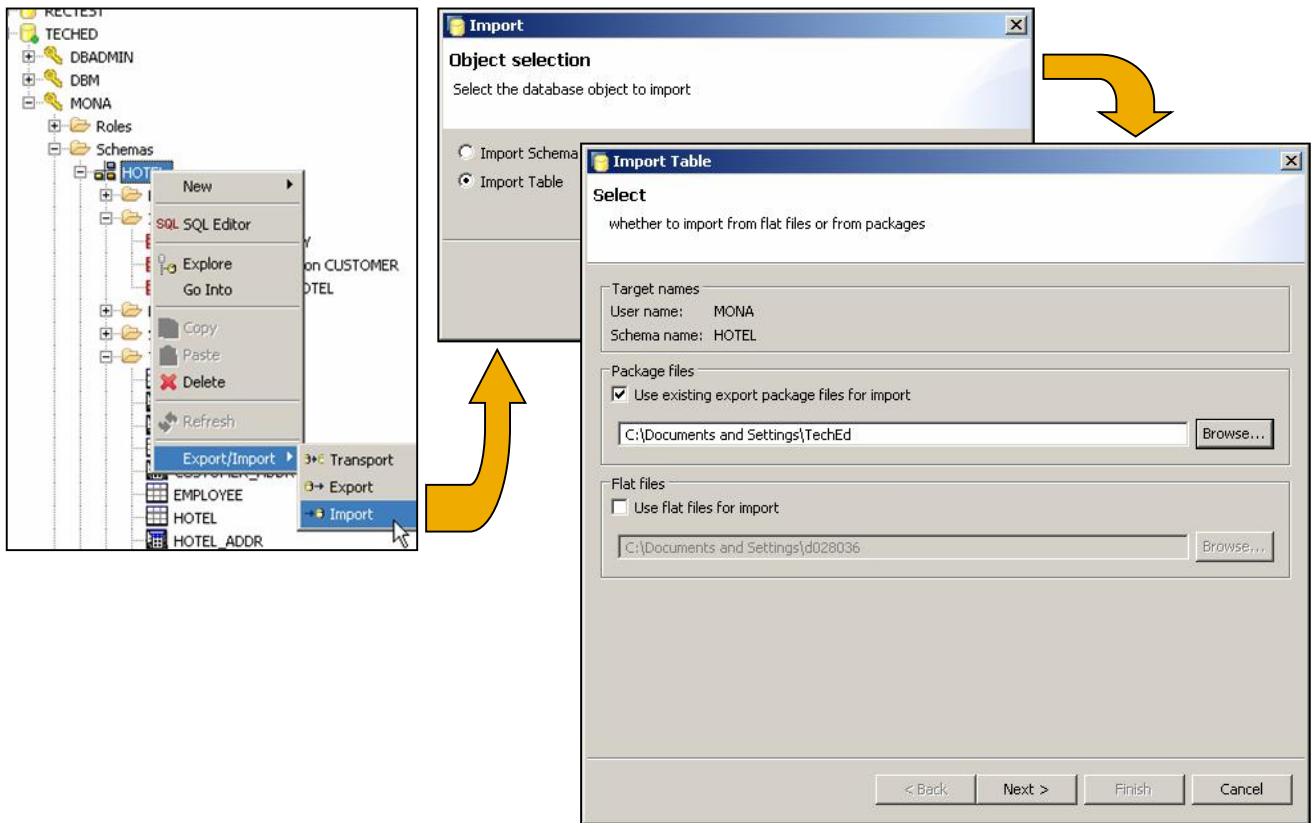 RECTEST
TECHED
DBADMIN
DBM
MONA
Roles
Schemas
HOTEL
New
SQL SQL Editor
Explore
on CUSTOMER
Go Into
Copy
Paste
Delete
Refresh
Export/Import
Transport
CUSTOMER_ADDR
Export
EMPLOYEE
HOTEL
Import
HOTEL_ADDR
Import
Object selection
Select the database object to import
Import Schema
Import Table
Import Table
Select
whether to import from flat files or from packages
Target names
User name: MONA
Schema name: HOTEL
Package files
Use existing export package files for import
C:\Documents and Settings\TechEd
Browse...
Flat files
Use flat files for import
C:\Documents and Settings\d028036
Browse...
< Back
Next >
Finish
Cancel